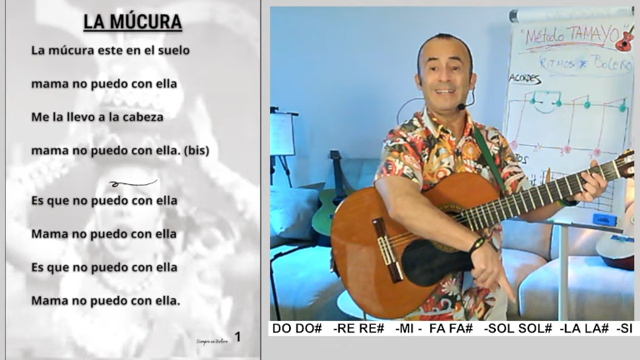 LA MÚCURA
La múcura este en el suelo
mama no puedo con ella
Me la llevo a la cabeza
mama no puedo con ella. (bis)
Es que no puedo con ella
Mama no puedo con ella
Es que no puedo con ella
Mama no puedo con ella.
1
"Método TAMAYO"
RITMOS DE BOLERO
ACORDES
DO DO# -RE RE# -MI - FA FA# -SOL SOL# -LA LA# -SI